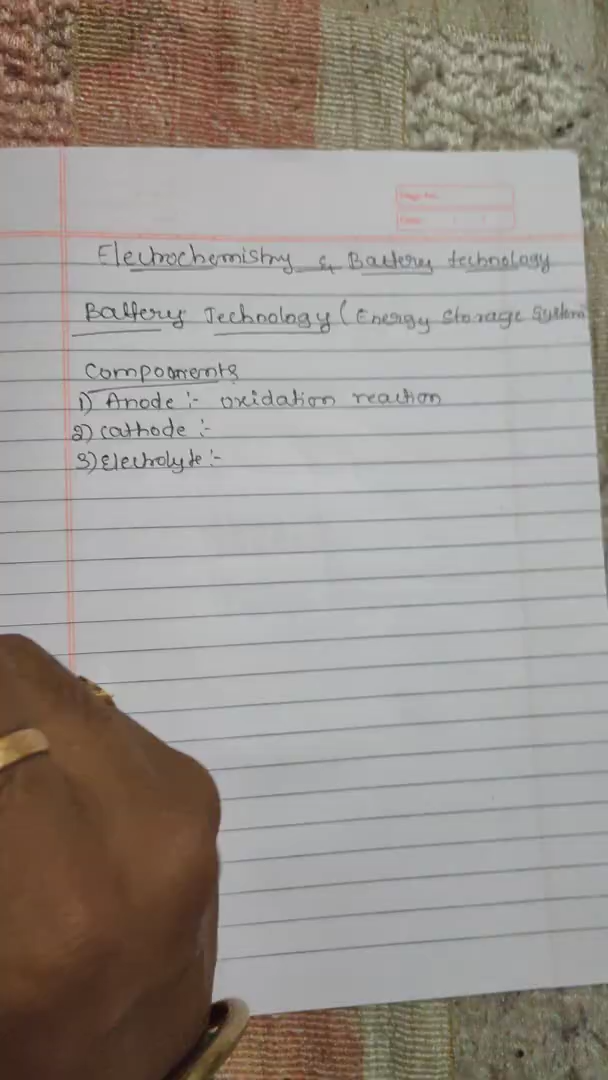 Electrochemistry & Battery technology
Battery Technology (Energy Storage System
Components
1) Anode :- oxidation reaction
2) cathode :-
3) Electrolyte :-